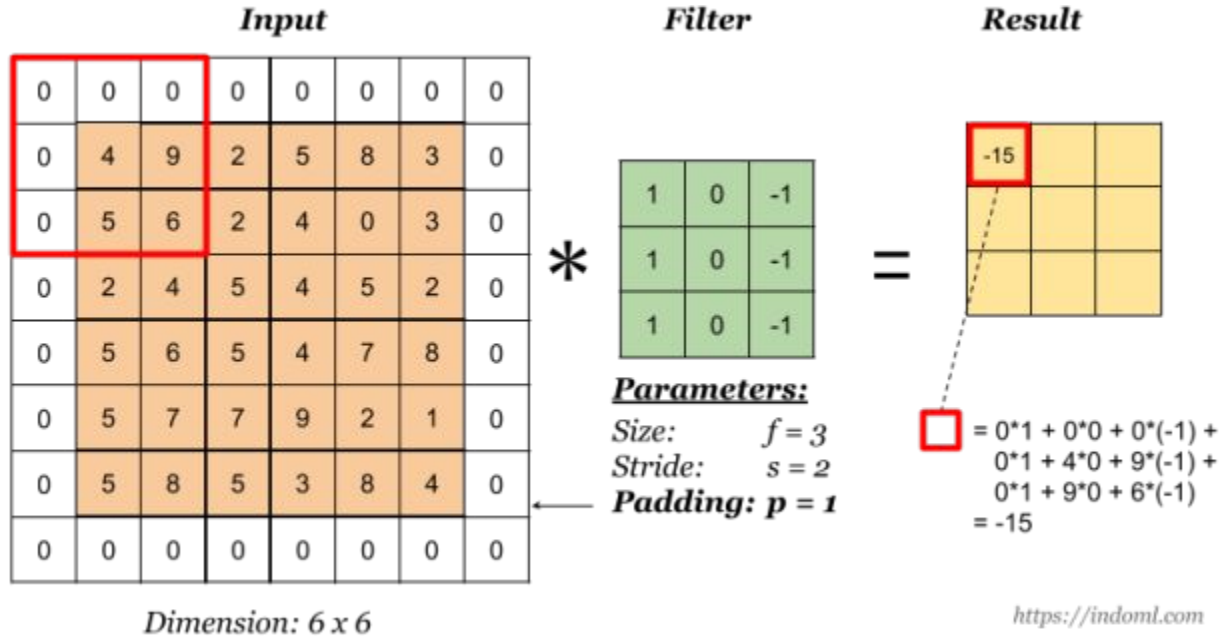 Input Filter Result
0 0 0 0 0 0 0 0
0 4 9 2 5 8 3 0
0 5 6 2 4 0 3 0
0 2 4 5 4 5 2 0
0 5 6 5 4 7 8 0
0 5 7 7 9 2 1 0
0 5 8 5 3 8 4 0
0 0 0 0 0 0 0 0
Dimension: 6 x 6
*
1 0 -1
1 0 -1
1 0 -1
Parameters:
Size: f = 3
Stride: s = 2
Padding: p = 1
=
-15
= 0*1 + 0*0 + 0*(-1) +
0*1 + 4*0 + 9*(-1) +
0*1 + 9*0 + 6*(-1)
= -15
https://indoml.com